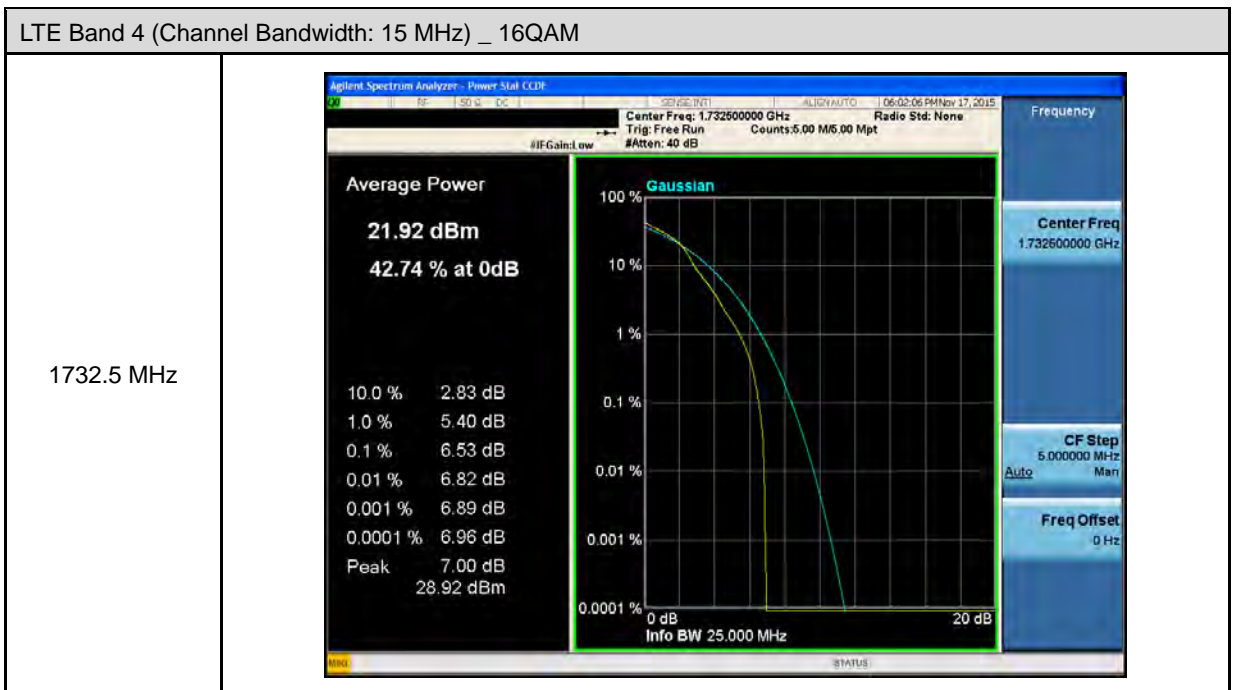 LTE Band 4 (Channel Bandwidth: 15 MHz) _ 16QAM
1732.5 MHz
Agilent Spectrum Analyzer - Power Stat CCDF
RF 50 Ω DC SENSE:INT ALIGN AUTO 06:02:06 PM Nov 17, 2015
Center Freq: 1.732500000 GHz Radio Std: None
Trig: Free Run Counts:5.00 M/5.00 Mpt
#IFGain:Low #Atten: 40 dB
Average Power
21.92 dBm
42.74 % at 0dB
10.0 % 2.83 dB
1.0 % 5.40 dB
0.1 % 6.53 dB
0.01 % 6.82 dB
0.001 % 6.89 dB
0.0001 % 6.96 dB
Peak 7.00 dB
28.92 dBm
Gaussian
100 %
10 %
1 %
0.1 %
0.01 %
0.001 %
0.0001 %
0 dB 20 dB
Info BW 25.000 MHz
Frequency
Center Freq
1.732500000 GHz
CF Step
5.000000 MHz
Auto Man
Freq Offset
0 Hz
MSG STATUS